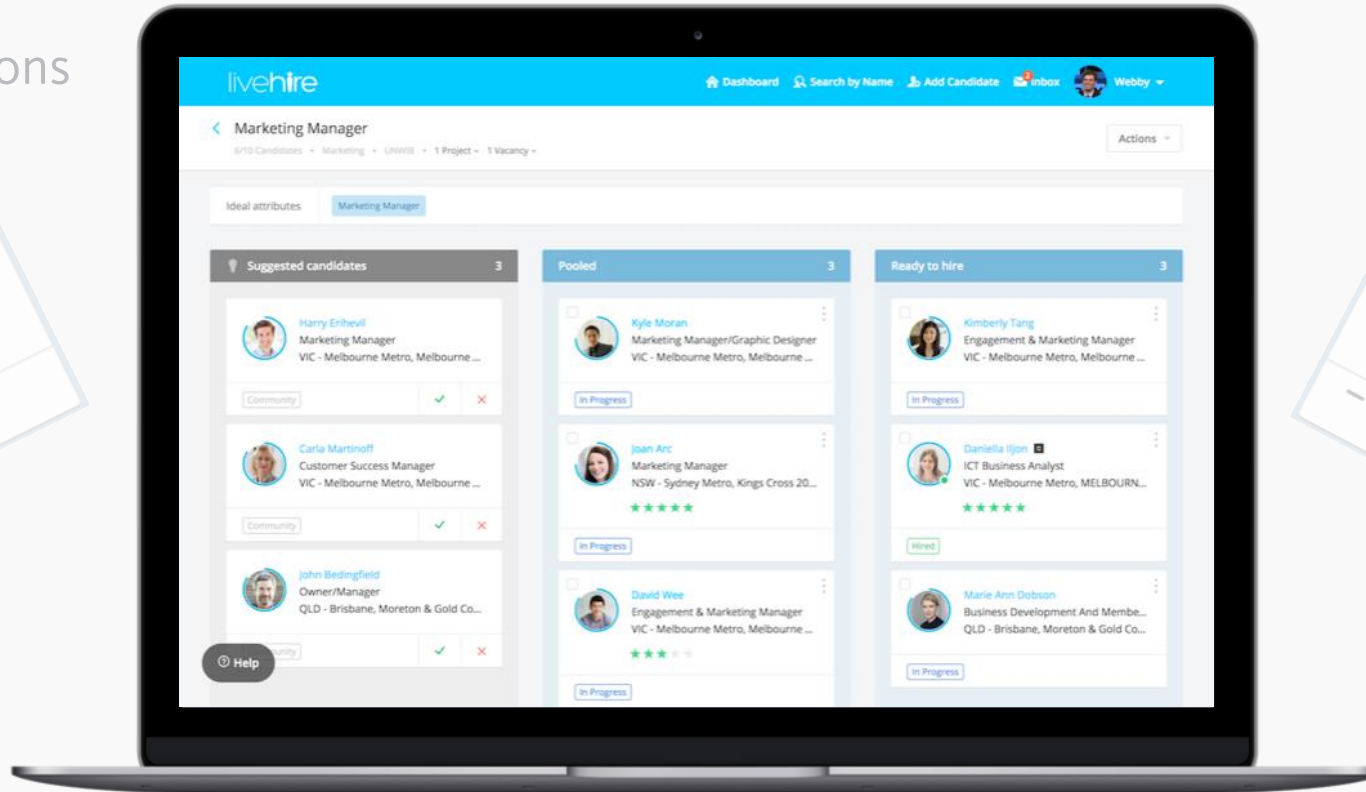 ons
livehire
Dashboard Search by Name Add Candidate 2 Inbox Webby
Marketing Manager
6/10 Candidates • Marketing • • 1 Project 1 Vacancy
Actions
Ideal attributes Marketing Manager
Suggested candidates 3
Harry Erihevil
Marketing Manager
VIC - Melbourne Metro, Melbourne ...
Community
Carla Martinoff
Customer Success Manager
VIC - Melbourne Metro, Melbourne ...
Community
John Bedingfield
Owner/Manager
QLD - Brisbane, Moreton & Gold Co...
Help
Pooled 3
Kyle Moran
Marketing Manager/Graphic Designer
VIC - Melbourne Metro, Melbourne ...
In Progress
Joan Arc
Marketing Manager
NSW - Sydney Metro, Kings Cross 20...
In Progress
David Wee
Engagement & Marketing Manager
VIC - Melbourne Metro, Melbourne ...
In Progress
Ready to hire 3
Kimberly Tang
Engagement & Marketing Manager
VIC - Melbourne Metro, Melbourne ...
In Progress
Daniella Iljon
ICT Business Analyst
VIC - Melbourne Metro, MELBOURN...
Hired
Marie Ann Dobson
Business Development And Membe...
QLD - Brisbane, Moreton & Gold Co...
In Progress